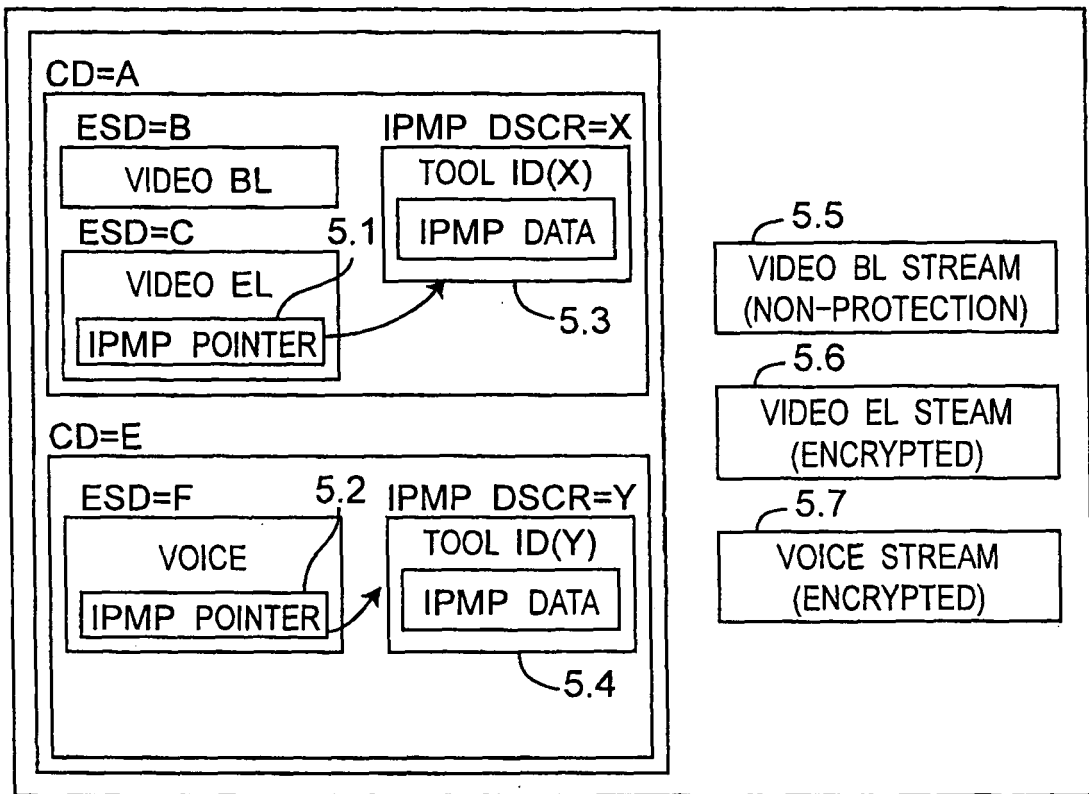 CD=A
ESD=B
VIDEO BL
ESD=C
5.1
VIDEO EL
IPMP POINTER
IPMP DSCR=X
TOOL ID(X)
IPMP DATA
5.3
CD=E
ESD=F
5.2
VOICE
IPMP POINTER
IPMP DSCR=Y
TOOL ID(Y)
IPMP DATA
5.4
5.5
VIDEO BL STREAM
(NON-PROTECTION)
5.6
VIDEO EL STEAM
(ENCRYPTED)
5.7
VOICE STREAM
(ENCRYPTED)